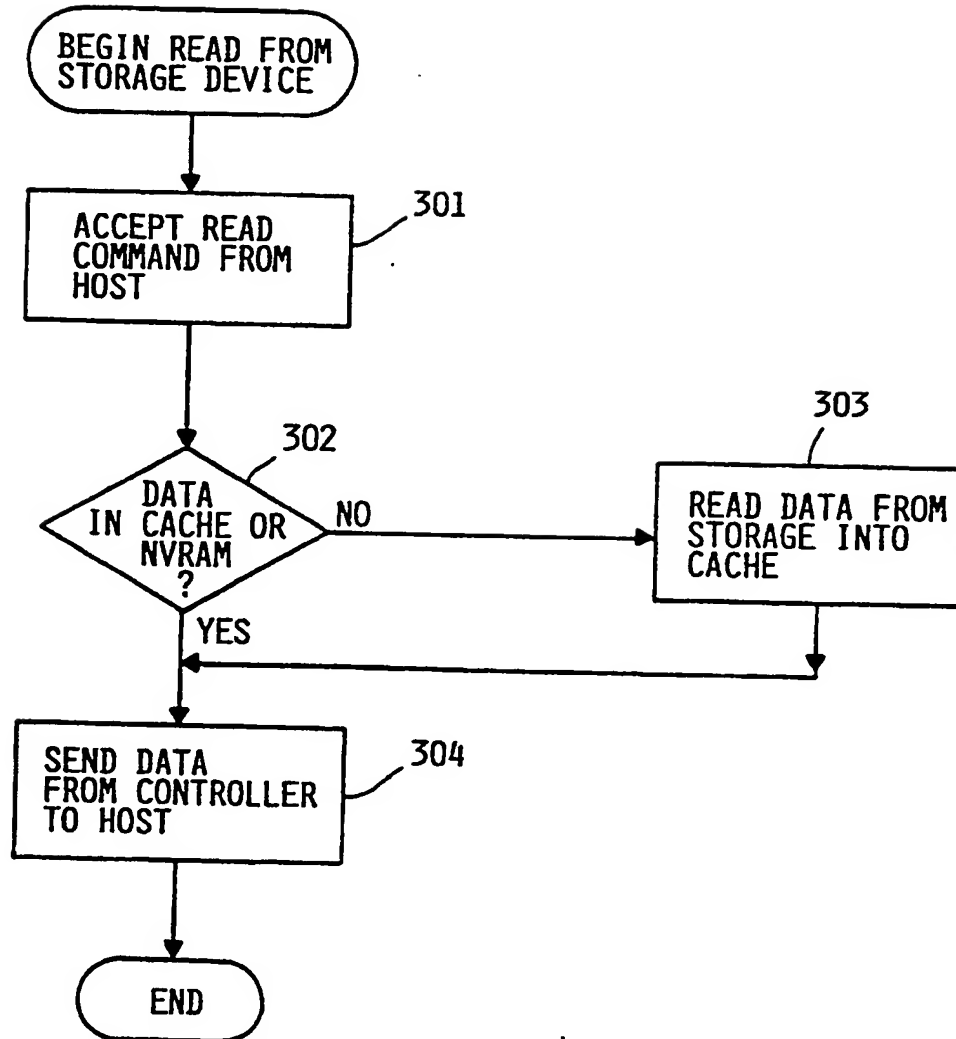 BEGIN READ FROM
STORAGE DEVICE
301
ACCEPT READ
COMMAND FROM
HOST
302
DATA
IN CACHE OR
NVRAM
?
NO
303
READ DATA FROM
STORAGE INTO
CACHE
YES
304
SEND DATA
FROM CONTROLLER
TO HOST
END